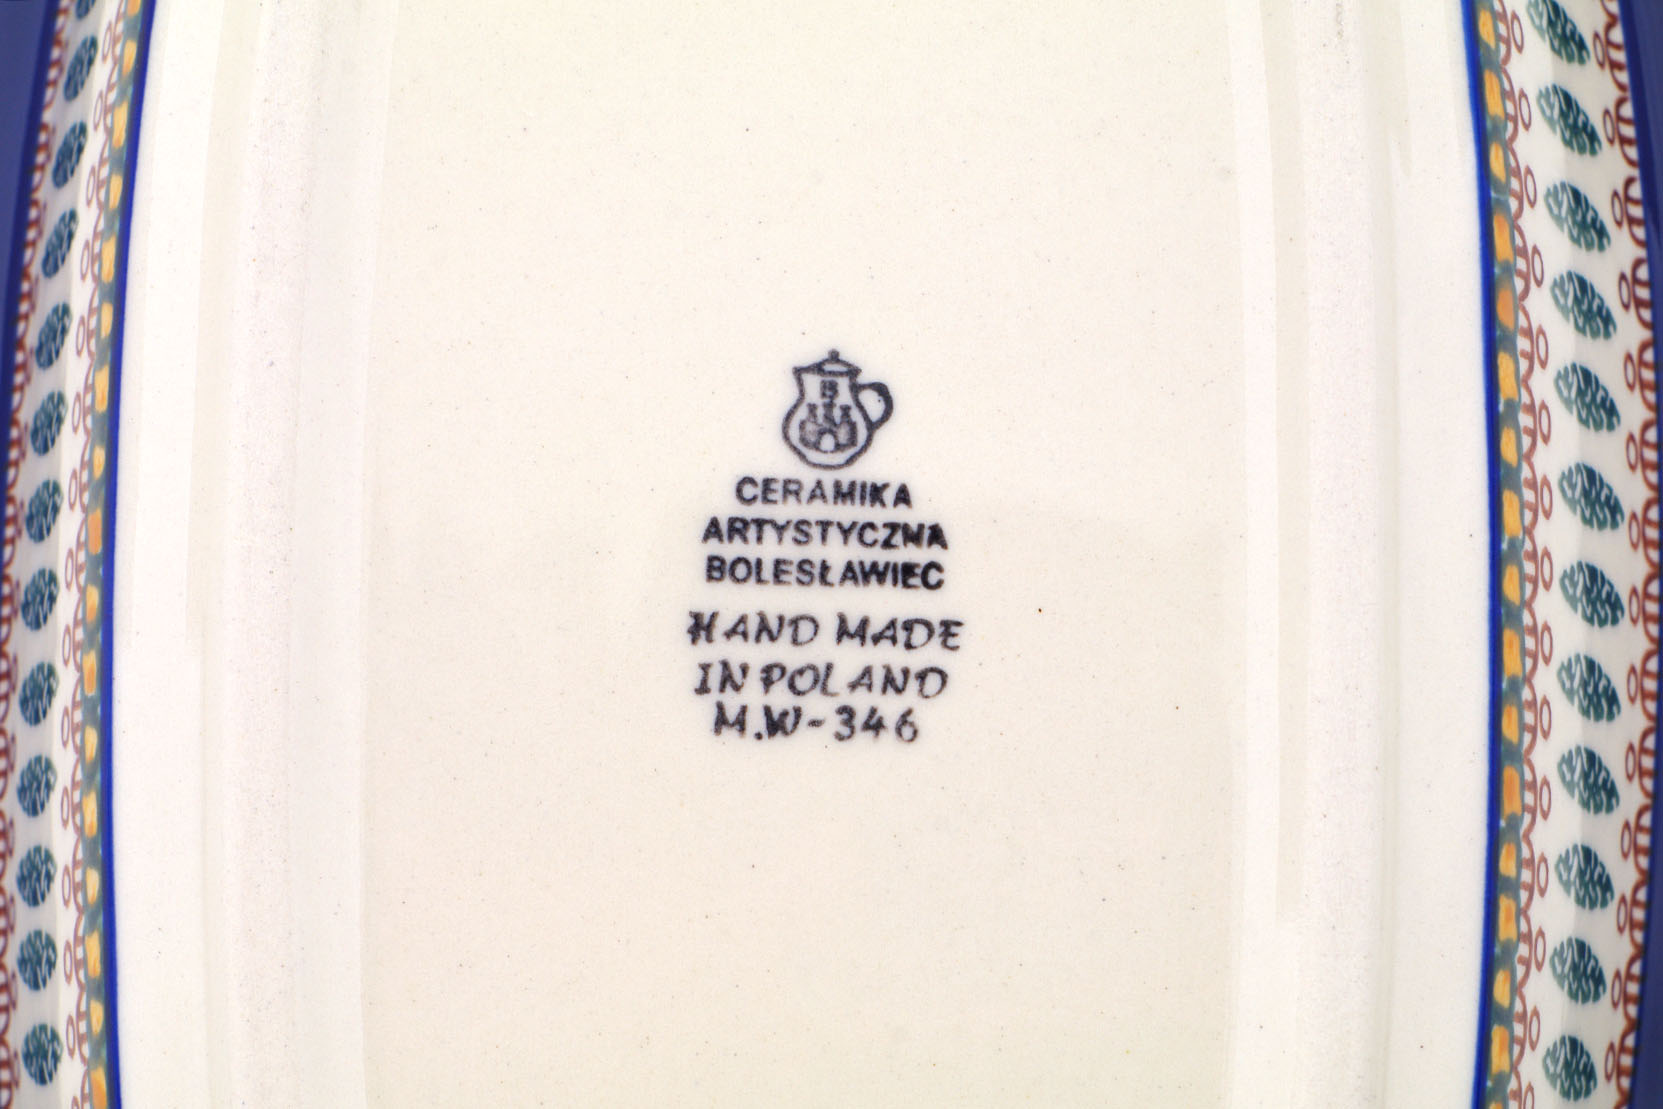 CERAMIKA
ARTYSTYCZNA
BOLESŁAWIEC
HAND MADE
IN POLAND
M.W-346